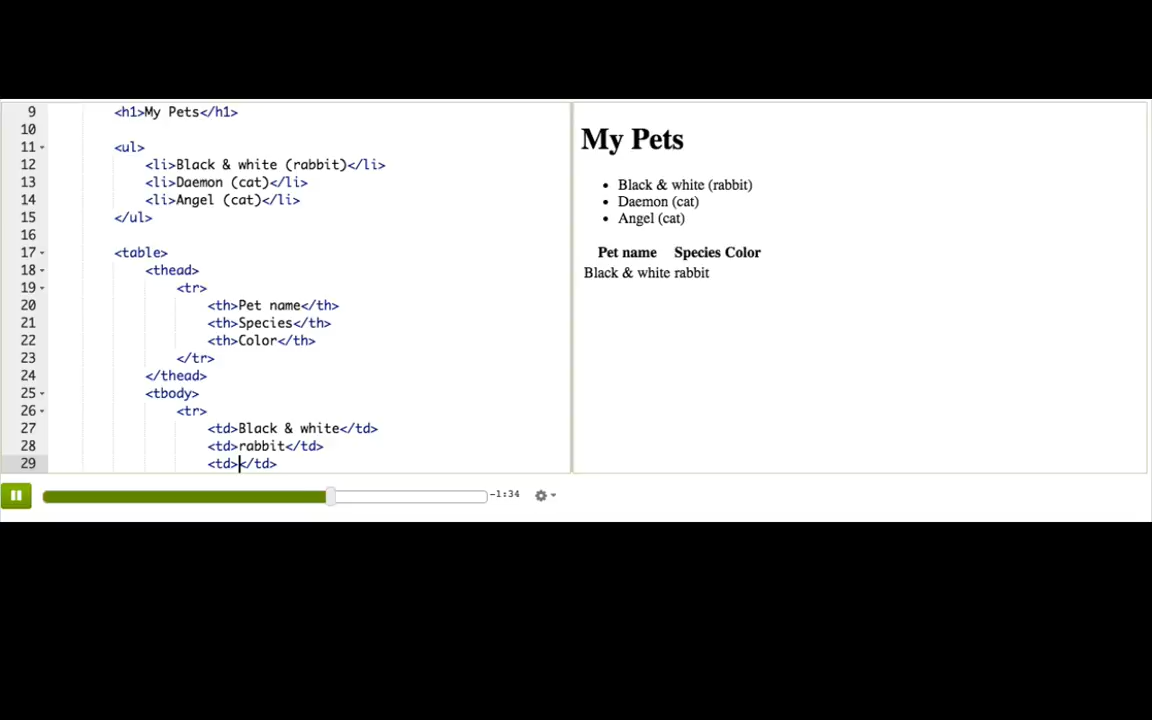 9 <h1>My Pets</h1>
10
11 <ul>
12 <li>Black & white (rabbit)</li>
13 <li>Daemon (cat)</li>
14 <li>Angel (cat)</li>
15 </ul>
16
17 <table>
18 <thead>
19 <tr>
20 <th>Pet name</th>
21 <th>Species</th>
22 <th>Color</th>
23 </tr>
24 </thead>
25 <tbody>
26 <tr>
27 <td>Black & white</td>
28 <td>rabbit</td>
29 <td></td>
My Pets
• Black & white (rabbit)
• Daemon (cat)
• Angel (cat)
Pet name Species Color
Black & white rabbit
-1:34